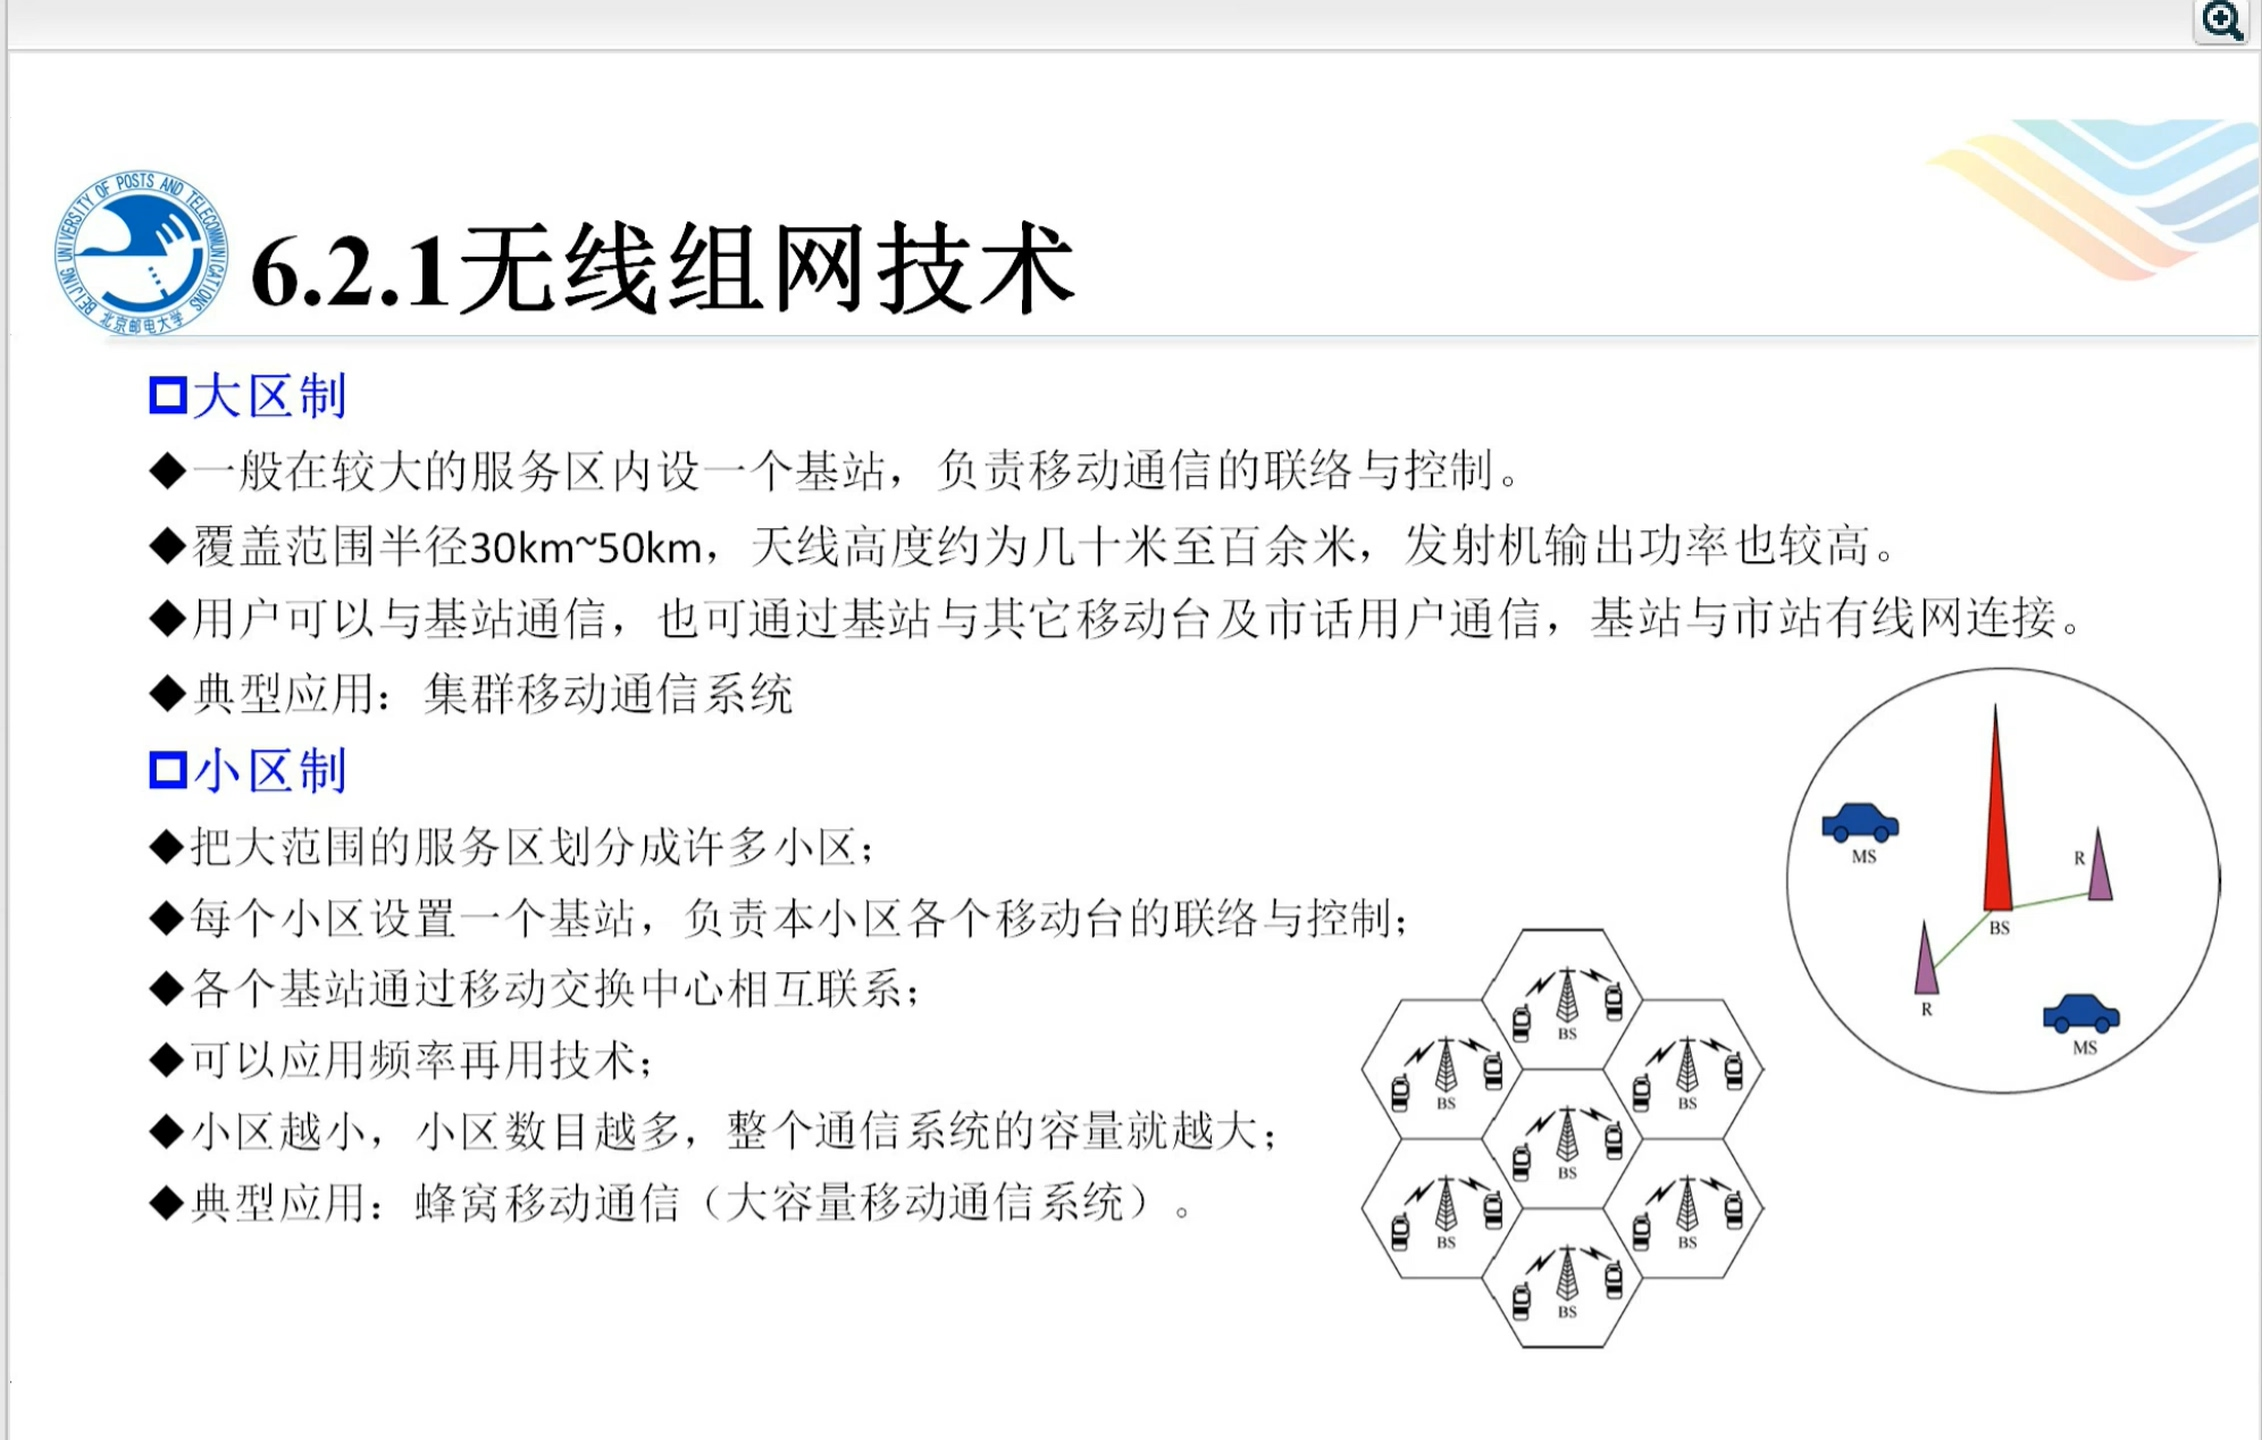 BEIJING UNIVERSITY OF POSTS AND TELECOMMUNICATIONS
北京邮电大学
6.2.1无线组网技术
大区制
◆一般在较大的服务区内设一个基站，负责移动通信的联络与控制。
◆覆盖范围半径30km~50km，天线高度约为几十米至百余米，发射机输出功率也较高。
◆用户可以与基站通信，也可通过基站与其它移动台及市话用户通信，基站与市站有线网连接。
◆典型应用：集群移动通信系统
小区制
◆把大范围的服务区划分成许多小区；
◆每个小区设置一个基站，负责本小区各个移动台的联络与控制；
◆各个基站通过移动交换中心相互联系；
◆可以应用频率再用技术；
◆小区越小，小区数目越多，整个通信系统的容量就越大；
◆典型应用：蜂窝移动通信（大容量移动通信系统）。
MS
R
BS
R
MS
BS
BS
BS
BS
BS
BS
BS